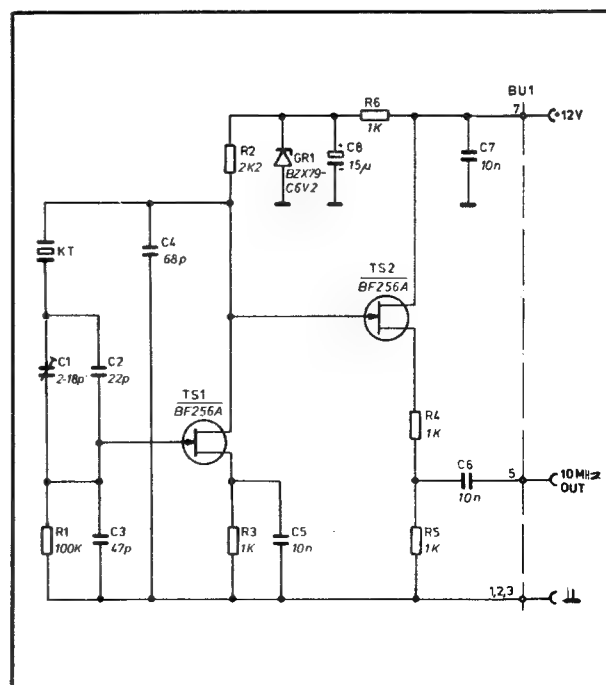 BU1
R6
1K
7
+12V
R2
2K2
GR1
BZX79-
C6V2
+
C8
-
15μ
C7
10n
KT
C4
68p
TS2
BF256A
C1
2-18p
C2
22p
TS1
BF256A
R4
1K
C6
10n
5
10MHz
OUT
R1
100K
C3
47p
R3
1K
C5
10n
R5
1K
1,2,3